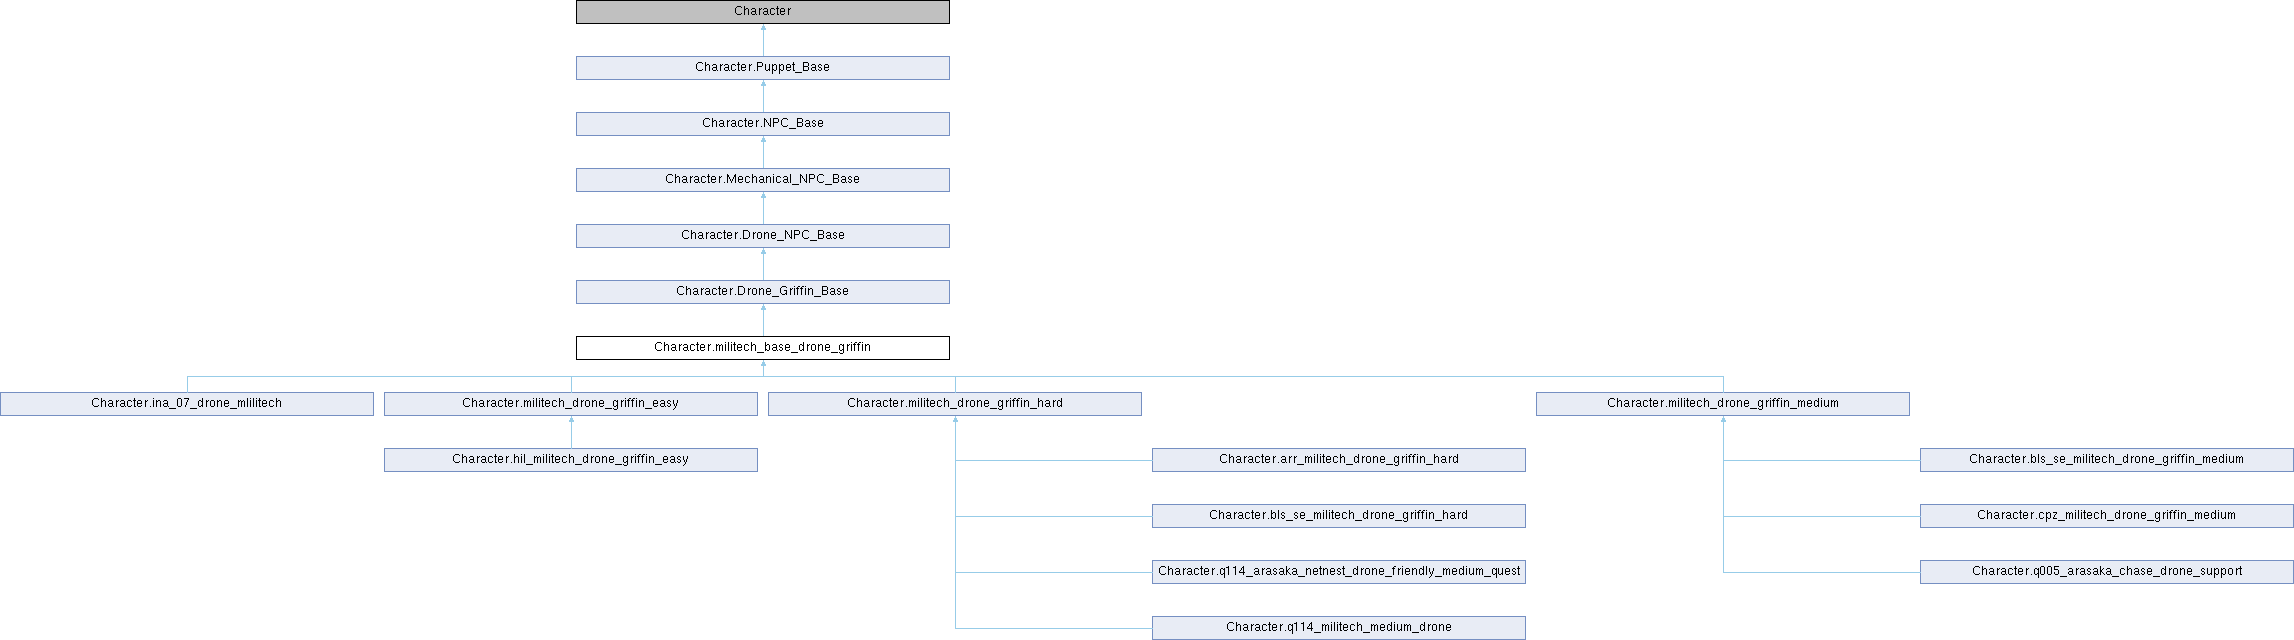 Character
Character.Puppet_Base
Character.NPC_Base
Character.Mechanical_NPC_Base
Character.Drone_NPC_Base
Character.Drone_Griffin_Base
Character.militech_base_drone_griffin
Character.ina_07_drone_mlilitech
Character.militech_drone_griffin_easy
Character.militech_drone_griffin_hard
Character.militech_drone_griffin_medium
Character.hil_militech_drone_griffin_easy
Character.arr_militech_drone_griffin_hard
Character.bls_se_militech_drone_griffin_medium
Character.bls_se_militech_drone_griffin_hard
Character.cpz_militech_drone_griffin_medium
Character.q114_arasaka_netnest_drone_friendly_medium_quest
Character.q005_arasaka_chase_drone_support
Character.q114_militech_medium_drone